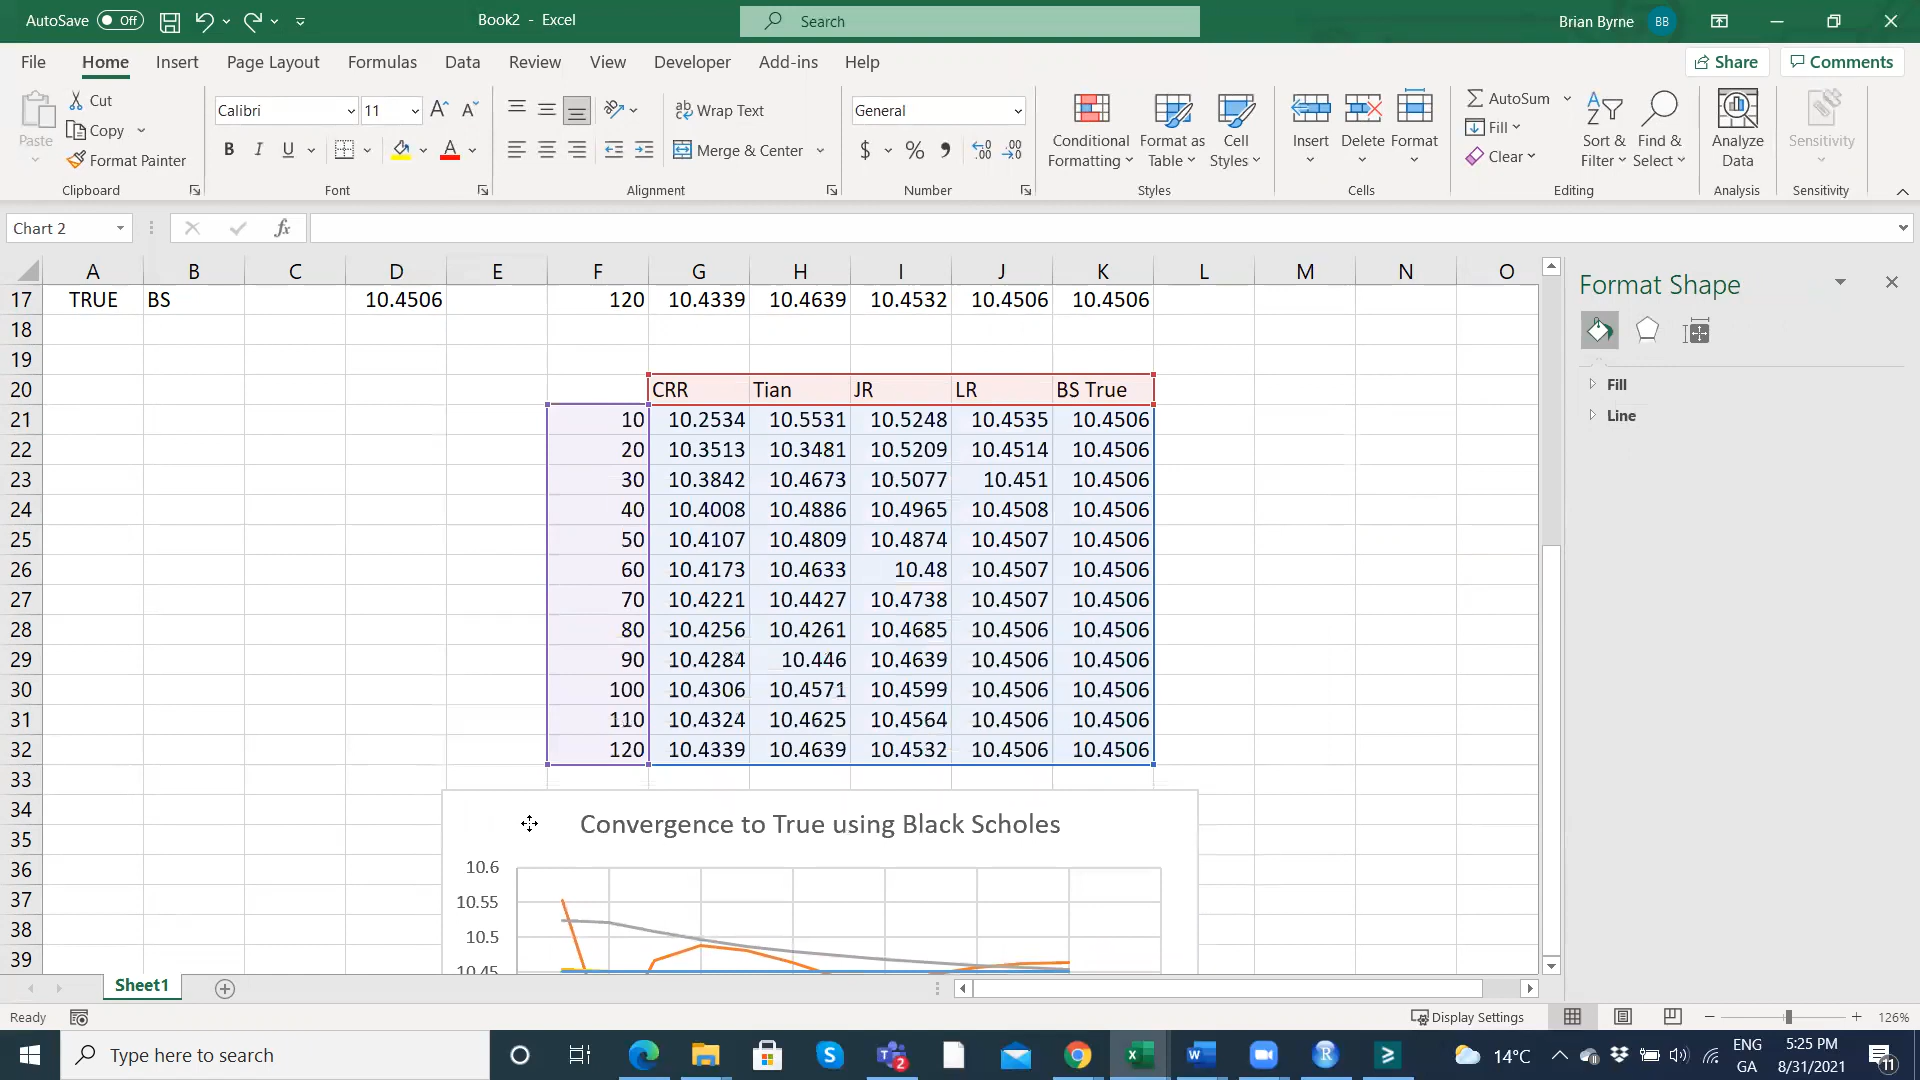 AutoSave Off Book2 - Excel Search Brian Byrne BB
File Home Insert Page Layout Formulas Data Review View Developer Add-ins Help Share Comments
Paste Cut Copy Format Painter Clipboard
Calibri 11 B I U Font
Wrap Text Merge & Center Alignment
General $ % Number
Conditional Formatting Format as Table Cell Styles Styles
Insert Delete Format Cells
AutoSum Fill Clear Sort & Filter Find & Select Editing
Analyze Data Analysis
Sensitivity Sensitivity
Chart 2 fx
A B C D E F G H I J K L M N O
17 TRUE BS 10.4506 120 10.4339 10.4639 10.4532 10.4506 10.4506
18
19
20 CRR Tian JR LR BS True
21 10 10.2534 10.5531 10.5248 10.4535 10.4506
22 20 10.3513 10.3481 10.5209 10.4514 10.4506
23 30 10.3842 10.4673 10.5077 10.451 10.4506
24 40 10.4008 10.4886 10.4965 10.4508 10.4506
25 50 10.4107 10.4809 10.4874 10.4507 10.4506
26 60 10.4173 10.4633 10.48 10.4507 10.4506
27 70 10.4221 10.4427 10.4738 10.4507 10.4506
28 80 10.4256 10.4261 10.4685 10.4506 10.4506
29 90 10.4284 10.446 10.4639 10.4506 10.4506
30 100 10.4306 10.4571 10.4599 10.4506 10.4506
31 110 10.4324 10.4625 10.4564 10.4506 10.4506
32 120 10.4339 10.4639 10.4532 10.4506 10.4506
33
34
35
36
37
38
39
Convergence to True using Black Scholes
10.6
10.55
10.5
10.45
Format Shape
Fill
Line
Sheet1
Ready Display Settings 126%
Type here to search 2 14°C ENG GA 5:25 PM 8/31/2021 11